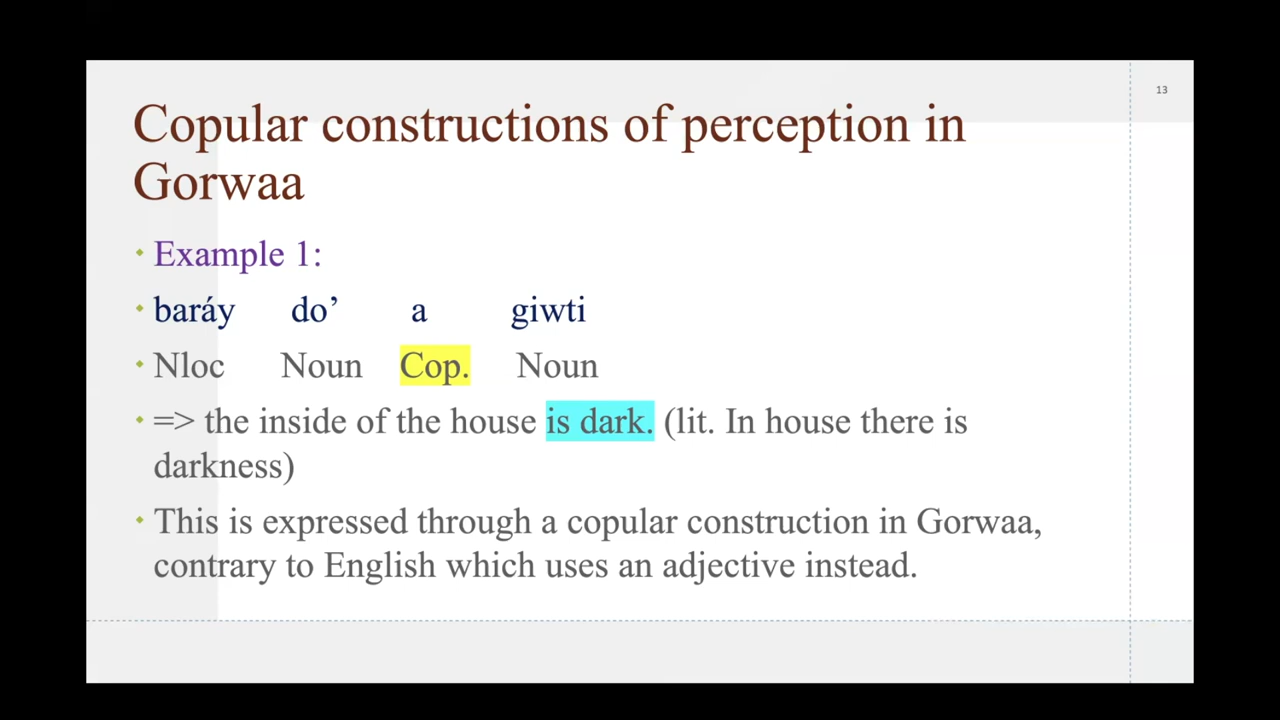 13
Copular constructions of perception in
Gorwaa
Example 1:
baráy do’ a giwti
Nloc Noun Cop. Noun
=> the inside of the house is dark. (lit. In house there is
darkness)
This is expressed through a copular construction in Gorwaa,
contrary to English which uses an adjective instead.